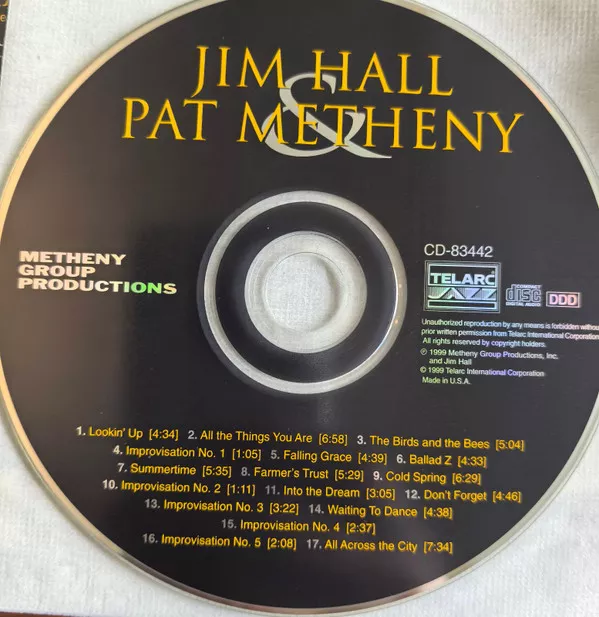 JIM HALL
&
PAT METHENY
METHENY
GROUP
PRODUCTIONS
CD-83442
TELARC
JAZZ
COMPACT
disc
DIGITAL AUDIO
DDD
Unauthorized reproduction by any means is forbidden without
prior written permission from Telarc International Corporation
All rights reserved by copyright holders.
℗ 1999 Metheny Group Productions, Inc.
and Jim Hall
© 1999 Telarc International Corporation
Made in U.S.A.
1. Lookin' Up [4:34] 2. All the Things You Are [6:58] 3. The Birds and the Bees [5:04]
4. Improvisation No. 1 [1:05] 5. Falling Grace [4:39] 6. Ballad Z [4:33]
7. Summertime [5:35] 8. Farmer's Trust [5:29] 9. Cold Spring [6:29]
10. Improvisation No. 2 [1:11] 11. Into the Dream [3:05] 12. Don't Forget [4:46]
13. Improvisation No. 3 [3:22] 14. Waiting To Dance [4:38]
15. Improvisation No. 4 [2:37]
16. Improvisation No. 5 [2:08] 17. All Across the City [7:34]